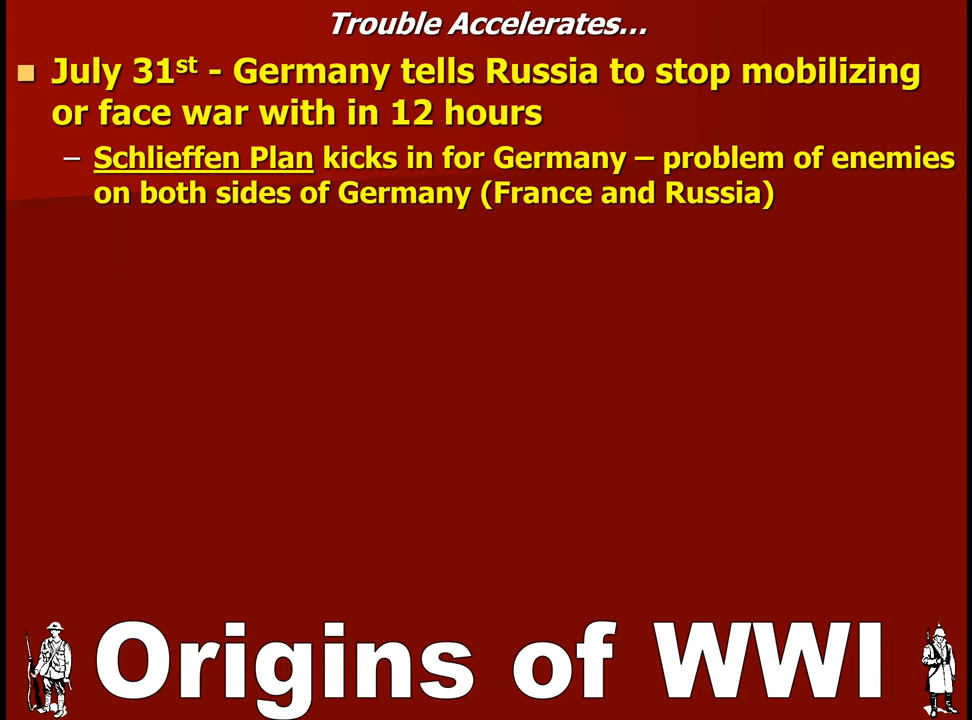 Trouble Accelerates...
■ July 31st - Germany tells Russia to stop mobilizing
or face war with in 12 hours
– Schlieffen Plan kicks in for Germany – problem of enemies
on both sides of Germany (France and Russia)
Origins of WWI